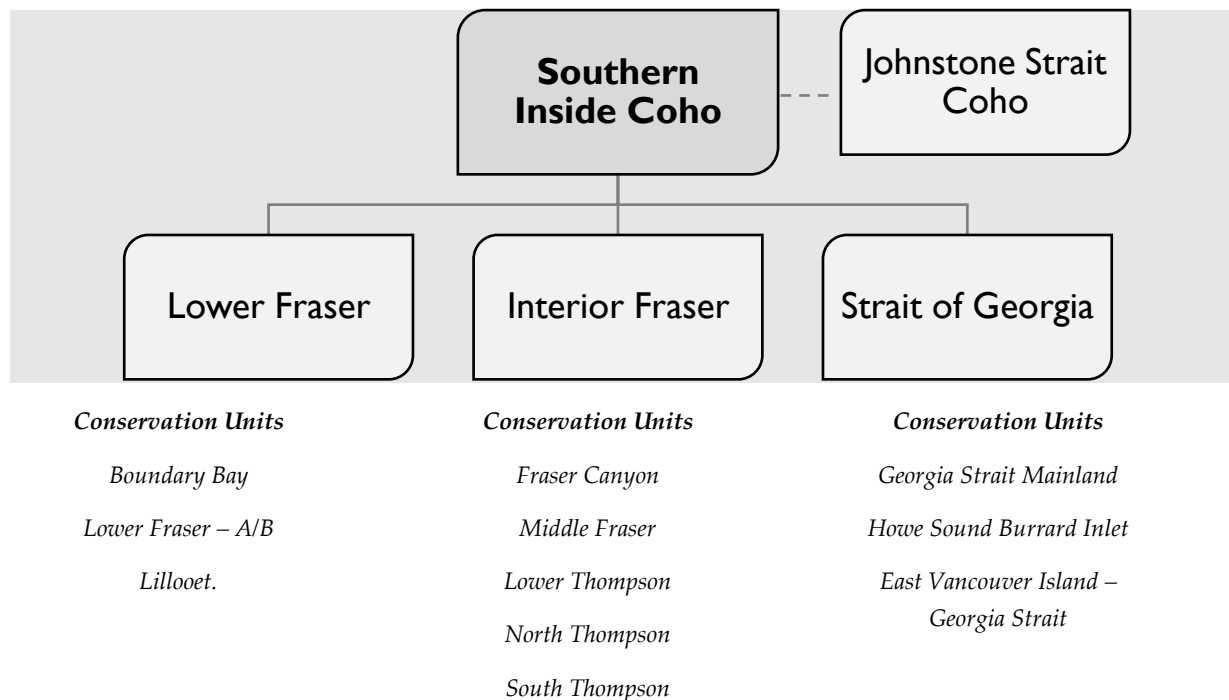 Southern
Inside Coho
Johnstone Strait
Coho
Lower Fraser
Interior Fraser
Strait of Georgia
Conservation Units
Boundary Bay
Lower Fraser – A/B
Lillooet.
Conservation Units
Fraser Canyon
Middle Fraser
Lower Thompson
North Thompson
South Thompson
Conservation Units
Georgia Strait Mainland
Howe Sound Burrard Inlet
East Vancouver Island –
Georgia Strait